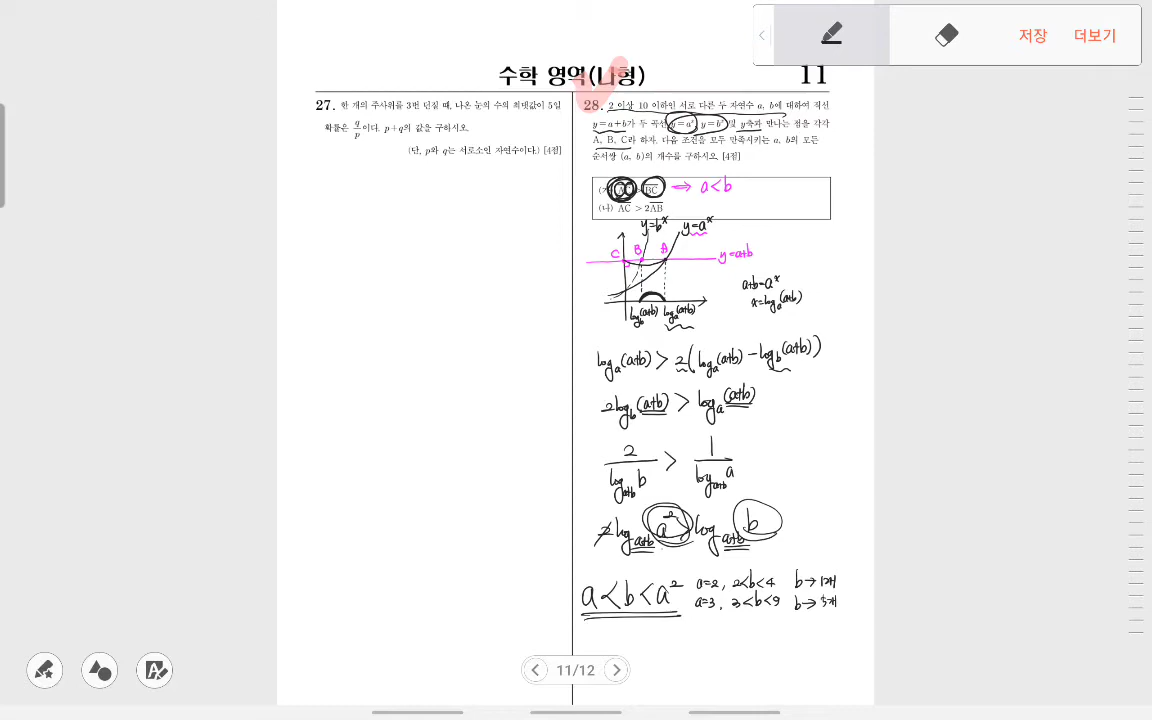 저장 더보기
수학 영역(나형) 11
27. 한 개의 주사위를 3번 던질 때, 나온 눈의 수의 최댓값이 5일
확률은 q/p이다. p+q의 값을 구하시오.
(단, p와 q는 서로소인 자연수이다.) [4점]
28. 2 이상 10 이하인 서로 다른 두 자연수 a, b에 대하여 직선
y=a+b가 두 곡선 y=a^x, y=b^x 및 y축과 만나는 점을 각각
A, B, C라 하자. 다음 조건을 모두 만족시키는 a, b의 모든
순서쌍 (a, b)의 개수를 구하시오. [4점]
(가) AC > BC ⇒ a<b
(나) AC > 2AB
y=b^x y=a^x
C B A y=a+b
a+b=a^x
x=log_a(a+b)
log_b(a+b) log_a(a+b)
log_a(a+b) > 2(log_a(a+b) - log_b(a+b))
2log_b(a+b) > log_a(a+b)
2/log_{a+b} b > 1/log_{a+b} a
2log_{a+b} a^2 > log_{a+b} b
a<b<a^2
a=2, 2<b<4 b→1개
a=3, 3<b<9 b→5개
11/12